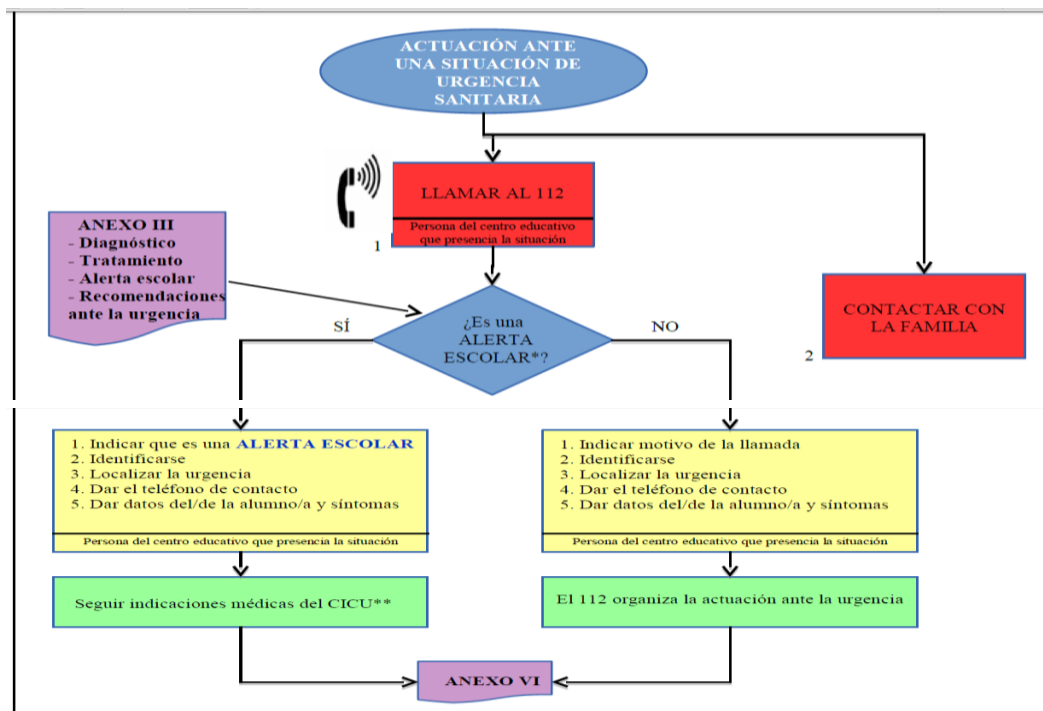 ACTUACIÓN ANTE
UNA SITUACIÓN DE
URGENCIA
SANITARIA
LLAMAR AL 112
Persona del centro educativo
que presencia la situación
1
ANEXO III
- Diagnóstico
- Tratamiento
- Alerta escolar
- Recomendaciones
ante la urgencia
CONTACTAR CON
LA FAMILIA
2
¿Es una
ALERTA
ESCOLAR*?
SÍ
NO
1. Indicar que es una ALERTA ESCOLAR
2. Identificarse
3. Localizar la urgencia
4. Dar el teléfono de contacto
5. Dar datos del/de la alumno/a y síntomas
Persona del centro educativo que presencia la situación
1. Indicar motivo de la llamada
2. Identificarse
3. Localizar la urgencia
4. Dar el teléfono de contacto
5. Dar datos del/de la alumno/a y síntomas
Persona del centro educativo que presencia la situación
Seguir indicaciones médicas del CICU**
El 112 organiza la actuación ante la urgencia
ANEXO VI